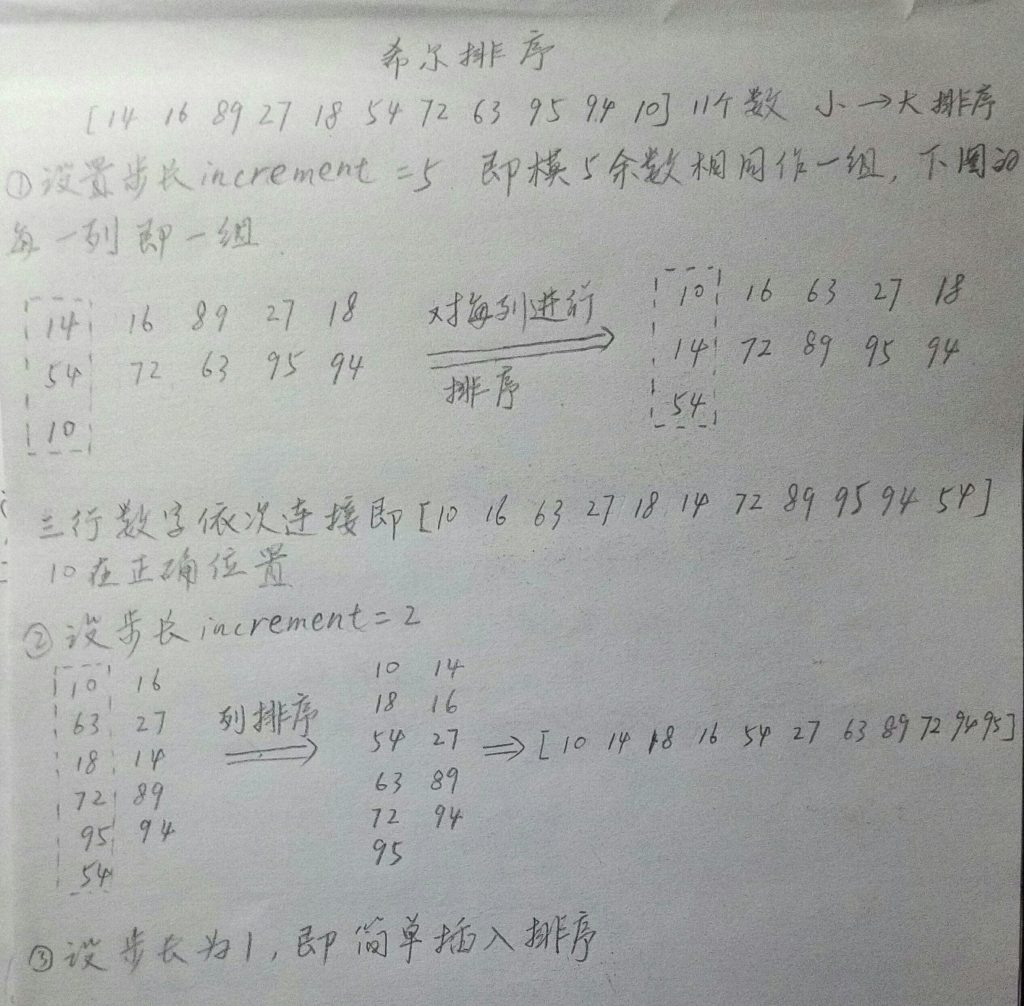 希尔排序
[14 16 89 27 18 54 72 63 95 94 10] 11个数 小→大排序
①设置步长increment=5 即模5余数相同作一组,下图的
每一列即一组.
14 16 89 27 18
54 72 63 95 94
10
对每列进行
排序
10 16 63 27 18
14 72 89 95 94
54
三行数字依次连接即[10 16 63 27 18 14 72 89 95 94 54]
10在正确位置
②设步长increment=2
10 16
63 27
18 14
72 89
95 94
54
列排序
10 14
18 16
54 27
63 89
72 94
95
⇒[10 14 18 16 54 27 63 89 72 94 95]
③设步长为1,即简单插入排序